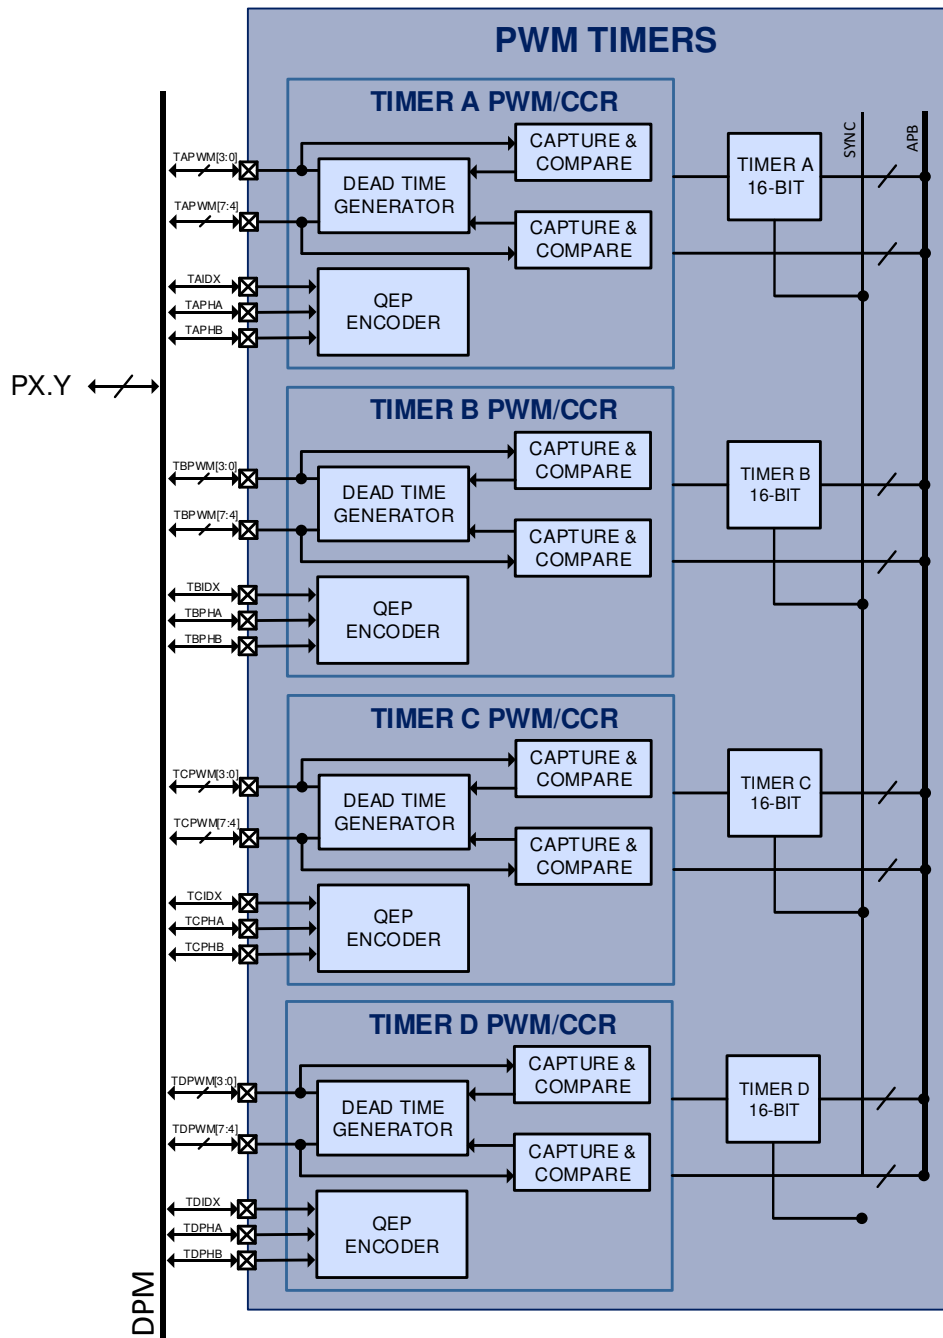 PWM TIMERS
TIMER A PWM/CCR
SYNC
APB
TAPWM[3:0]
CAPTURE &
COMPARE
DEAD TIME
GENERATOR
TIMER A
16-BIT
TAPWM[7:4]
CAPTURE &
COMPARE
TAIDX
TAPHA
TAPHB
QEP
ENCODER
PX.Y
TIMER B PWM/CCR
TBPWM[3:0]
CAPTURE &
COMPARE
DEAD TIME
GENERATOR
TIMER B
16-BIT
TBPWM[7:4]
CAPTURE &
COMPARE
TBIDX
TBPHA
TBPHB
QEP
ENCODER
TIMER C PWM/CCR
TCPWM[3:0]
CAPTURE &
COMPARE
DEAD TIME
GENERATOR
TIMER C
16-BIT
TCPWM[7:4]
CAPTURE &
COMPARE
TCIDX
TCPHA
TCPHB
QEP
ENCODER
TIMER D PWM/CCR
TDPWM[3:0]
CAPTURE &
COMPARE
DEAD TIME
GENERATOR
TIMER D
16-BIT
TDPWM[7:4]
CAPTURE &
COMPARE
TDIDX
TDPHA
TDPHB
QEP
ENCODER
DPM